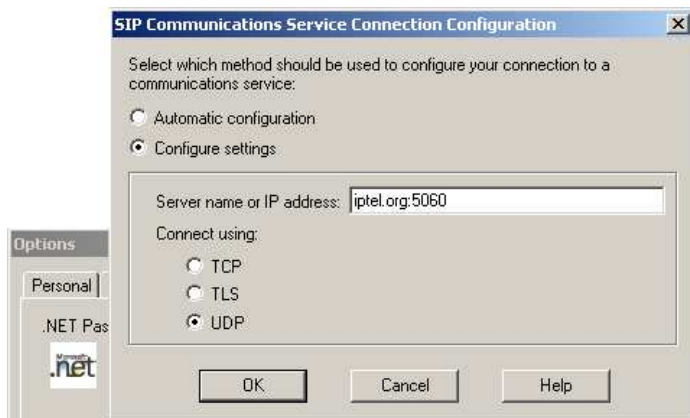 SIP Communications Service Connection Configuration
Select which method should be used to configure your connection to a
communications service:
Automatic configuration
Configure settings
Server name or IP address: iptel.org:5060
Connect using:
TCP
TLS
UDP
OK Cancel Help
Options
Personal
.NET Pas
Microsoft
.net